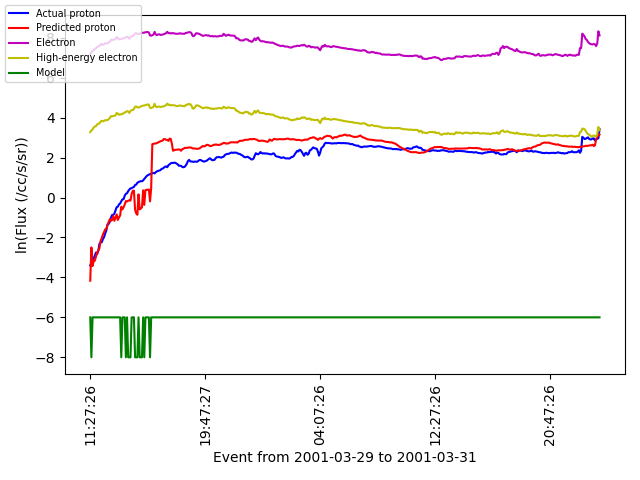 Actual proton
Predicted proton
Electron
High-energy electron
Model
8
6
4
2
0
−2
−4
−6
−8
ln(Flux (/cc/s/sr))
11:27:26
19:47:27
04:07:26
12:27:26
20:47:26
Event from 2001-03-29 to 2001-03-31